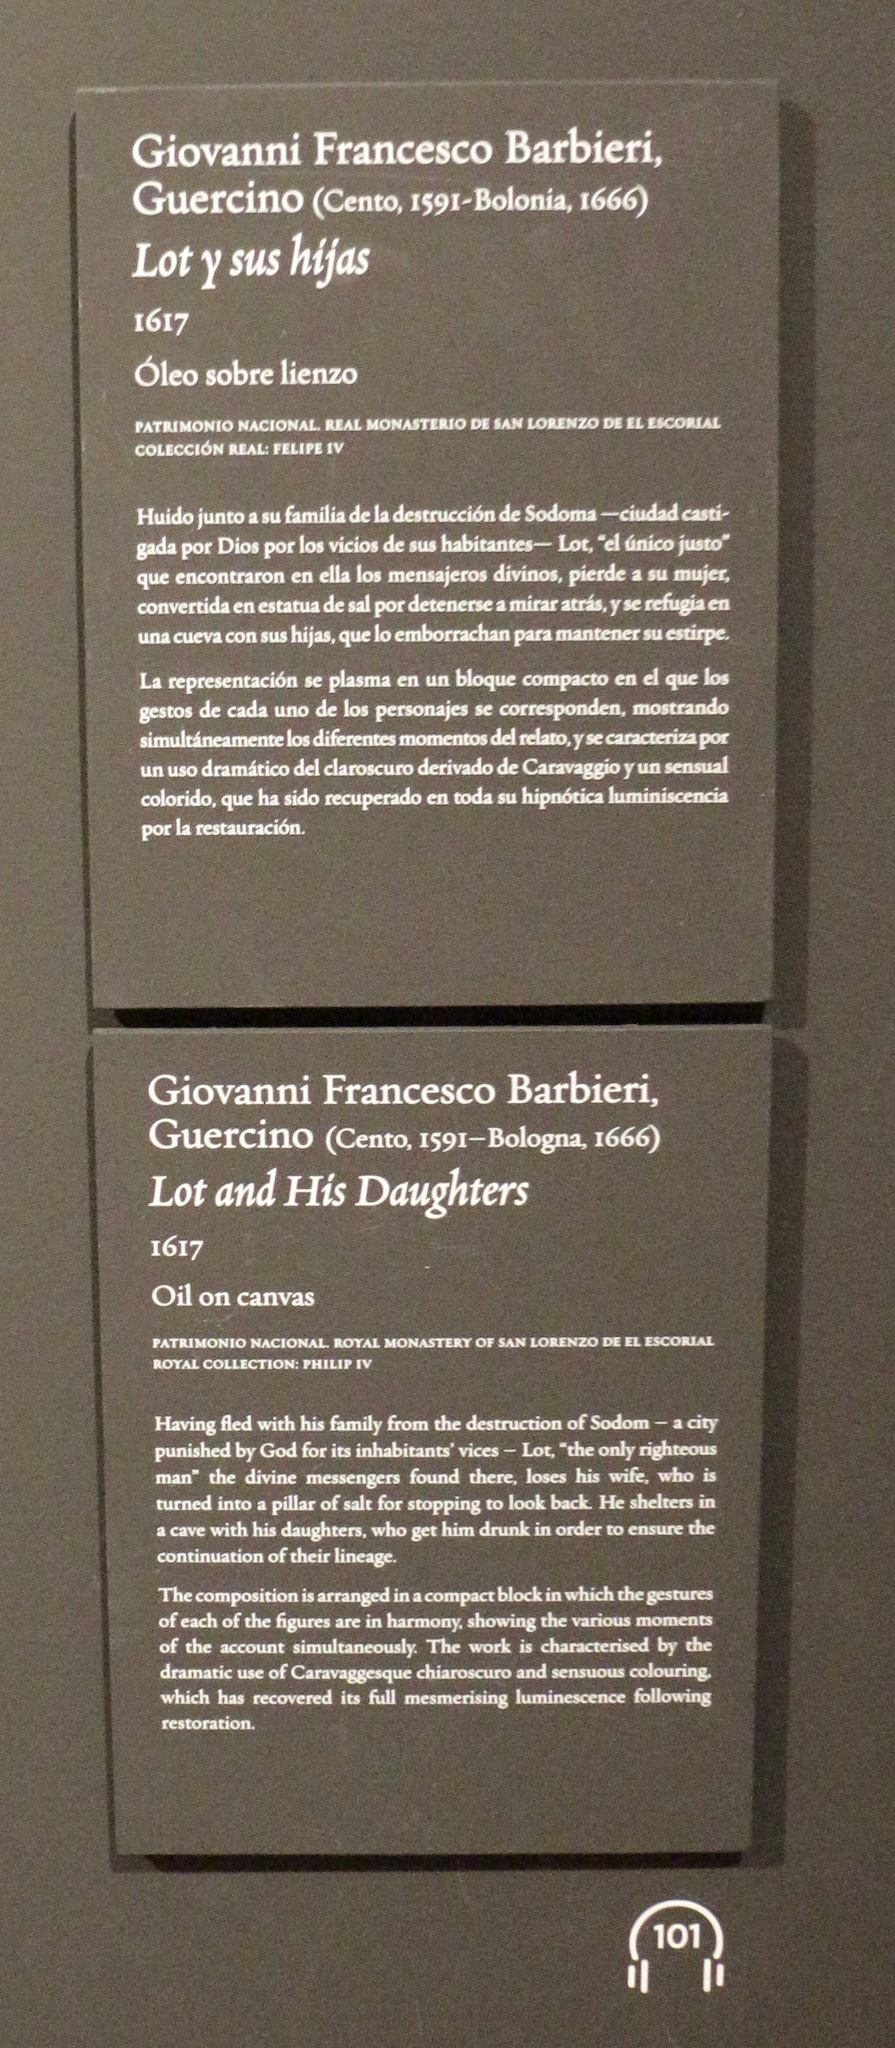 Giovanni Francesco Barbieri,
Guercino (Cento, 1591-Bolonia, 1666)
Lot y sus hijas
1617
Óleo sobre lienzo
PATRIMONIO NACIONAL. REAL MONASTERIO DE SAN LORENZO DE EL ESCORIAL
COLECCIÓN REAL: FELIPE IV
Huido junto a su familia de la destrucción de Sodoma —ciudad casti-
gada por Dios por los vicios de sus habitantes— Lot, “el único justo”
que encontraron en ella los mensajeros divinos, pierde a su mujer,
convertida en estatua de sal por detenerse a mirar atrás, y se refugia en
una cueva con sus hijas, que lo emborrachan para mantener su estirpe.
La representación se plasma en un bloque compacto en el que los
gestos de cada uno de los personajes se corresponden, mostrando
simultáneamente los diferentes momentos del relato, y se caracteriza por
un uso dramático del claroscuro derivado de Caravaggio y un sensual
colorido, que ha sido recuperado en toda su hipnótica luminiscencia
por la restauración.
Giovanni Francesco Barbieri,
Guercino (Cento, 1591–Bologna, 1666)
Lot and His Daughters
1617
Oil on canvas
PATRIMONIO NACIONAL. ROYAL MONASTERY OF SAN LORENZO DE EL ESCORIAL
ROYAL COLLECTION: PHILIP IV
Having fled with his family from the destruction of Sodom – a city
punished by God for its inhabitants’ vices – Lot, “the only righteous
man” the divine messengers found there, loses his wife, who is
turned into a pillar of salt for stopping to look back. He shelters in
a cave with his daughters, who get him drunk in order to ensure the
continuation of their lineage.
The composition is arranged in a compact block in which the gestures
of each of the figures are in harmony, showing the various moments
of the account simultaneously. The work is characterised by the
dramatic use of Caravaggesque chiaroscuro and sensuous colouring,
which has recovered its full mesmerising luminescence following
restoration.
101